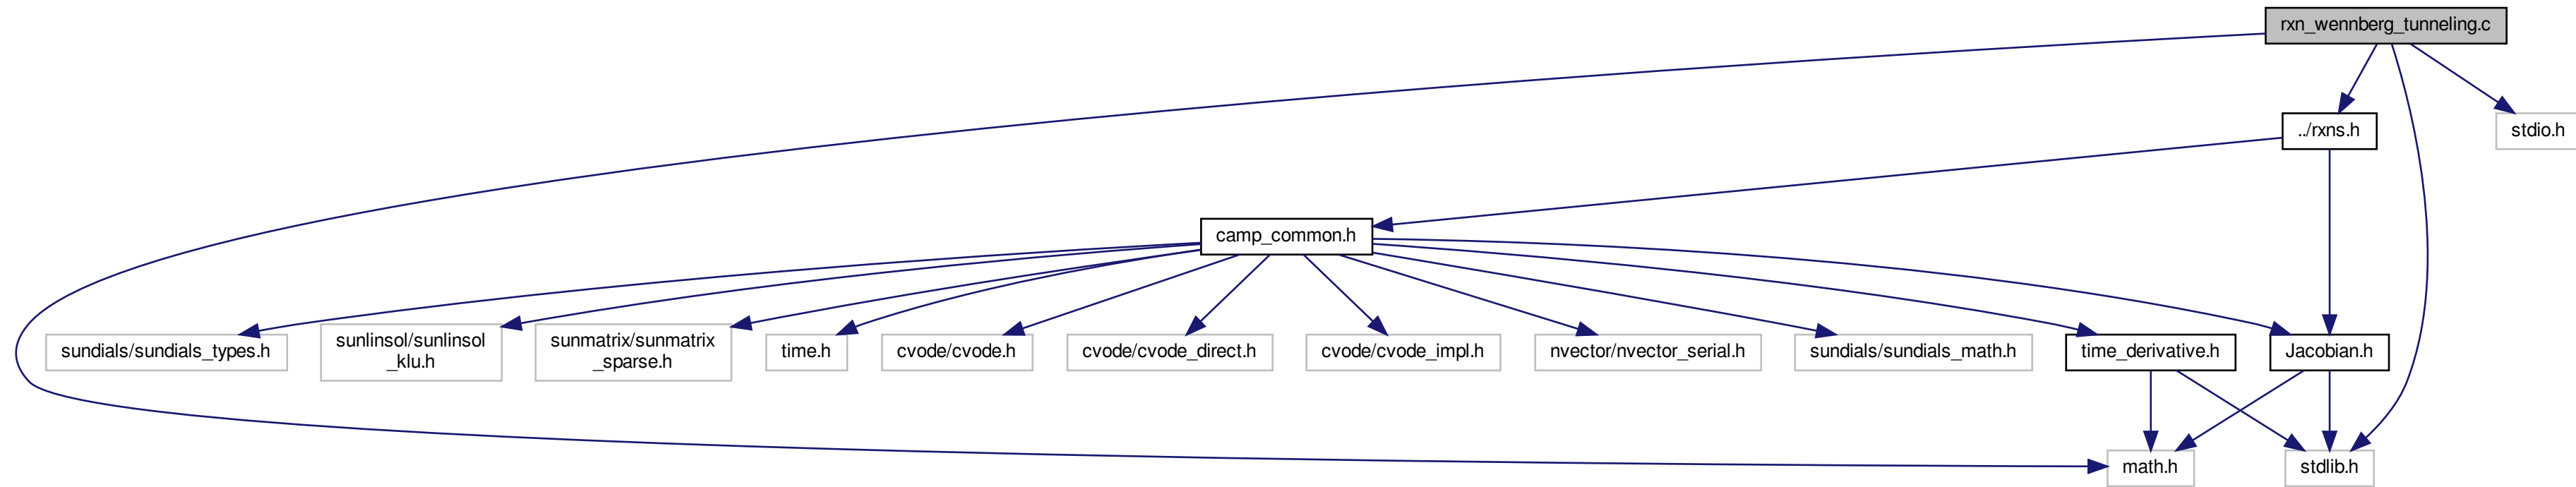 rxn_wennberg_tunneling.c
../rxns.h
stdio.h
camp_common.h
sundials/sundials_types.h
sunlinsol/sunlinsol
_klu.h
sunmatrix/sunmatrix
_sparse.h
time.h
cvode/cvode.h
cvode/cvode_direct.h
cvode/cvode_impl.h
nvector/nvector_serial.h
sundials/sundials_math.h
time_derivative.h
Jacobian.h
math.h
stdlib.h